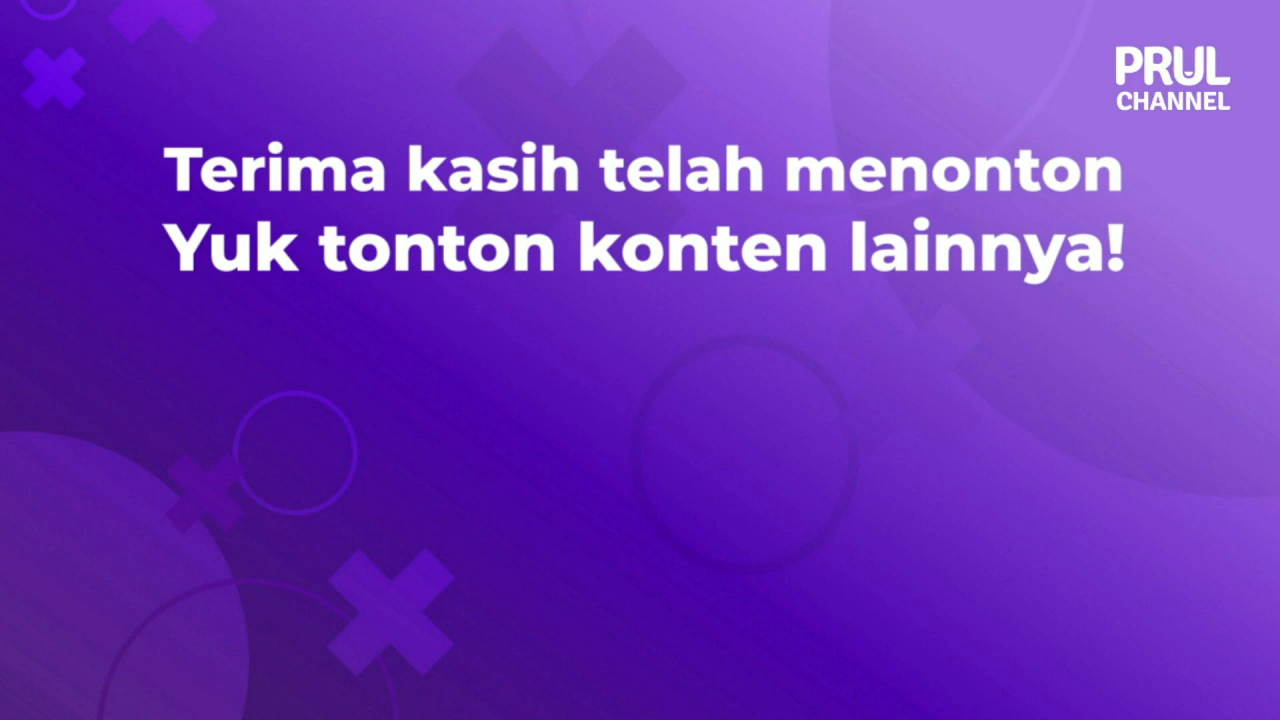 PRUL
CHANNEL
Terima kasih telah menonton
Yuk tonton konten lainnya!